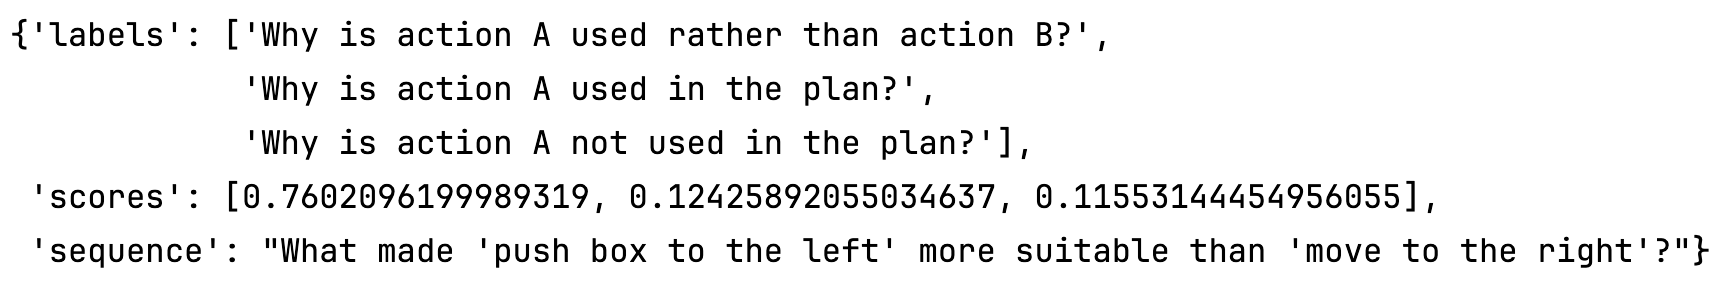 {'labels': ['Why is action A used rather than action B?',
            'Why is action A used in the plan?',
            'Why is action A not used in the plan?'],
 'scores': [0.7602096199989319, 0.12425892055034637, 0.11553144454956055],
 'sequence': "What made 'push box to the left' more suitable than 'move to the right'?"}